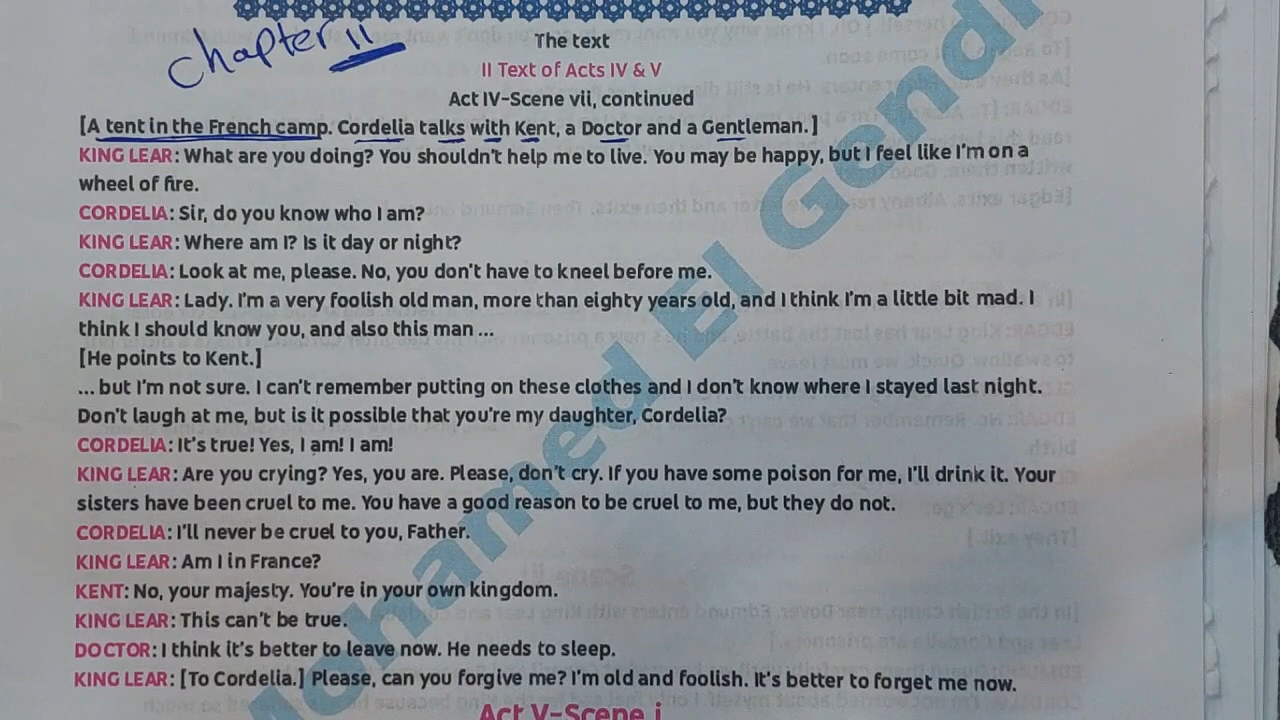 Chapter 11
The text
II Text of Acts IV & V
Act IV-Scene vii, continued
[A tent in the French camp. Cordelia talks with Kent, a Doctor and a Gentleman.]
KING LEAR: What are you doing? You shouldn't help me to live. You may be happy, but I feel like I'm on a
wheel of fire.
CORDELIA: Sir, do you know who I am?
KING LEAR: Where am I? Is it day or night?
CORDELIA: Look at me, please. No, you don't have to kneel before me.
KING LEAR: Lady. I'm a very foolish old man, more than eighty years old, and I think I'm a little bit mad. I
think I should know you, and also this man ...
[He points to Kent.]
... but I'm not sure. I can't remember putting on these clothes and I don't know where I stayed last night.
Don't laugh at me, but is it possible that you're my daughter, Cordelia?
CORDELIA: It's true! Yes, I am! I am!
KING LEAR: Are you crying? Yes, you are. Please, don't cry. If you have some poison for me, I'll drink it. Your
sisters have been cruel to me. You have a good reason to be cruel to me, but they do not.
CORDELIA: I'll never be cruel to you, Father.
KING LEAR: Am I in France?
KENT: No, your majesty. You're in your own kingdom.
KING LEAR: This can't be true.
DOCTOR: I think it's better to leave now. He needs to sleep.
KING LEAR: [To Cordelia.] Please, can you forgive me? I'm old and foolish. It's better to forget me now.
Act V-Scene i
Mohamed El Gendi